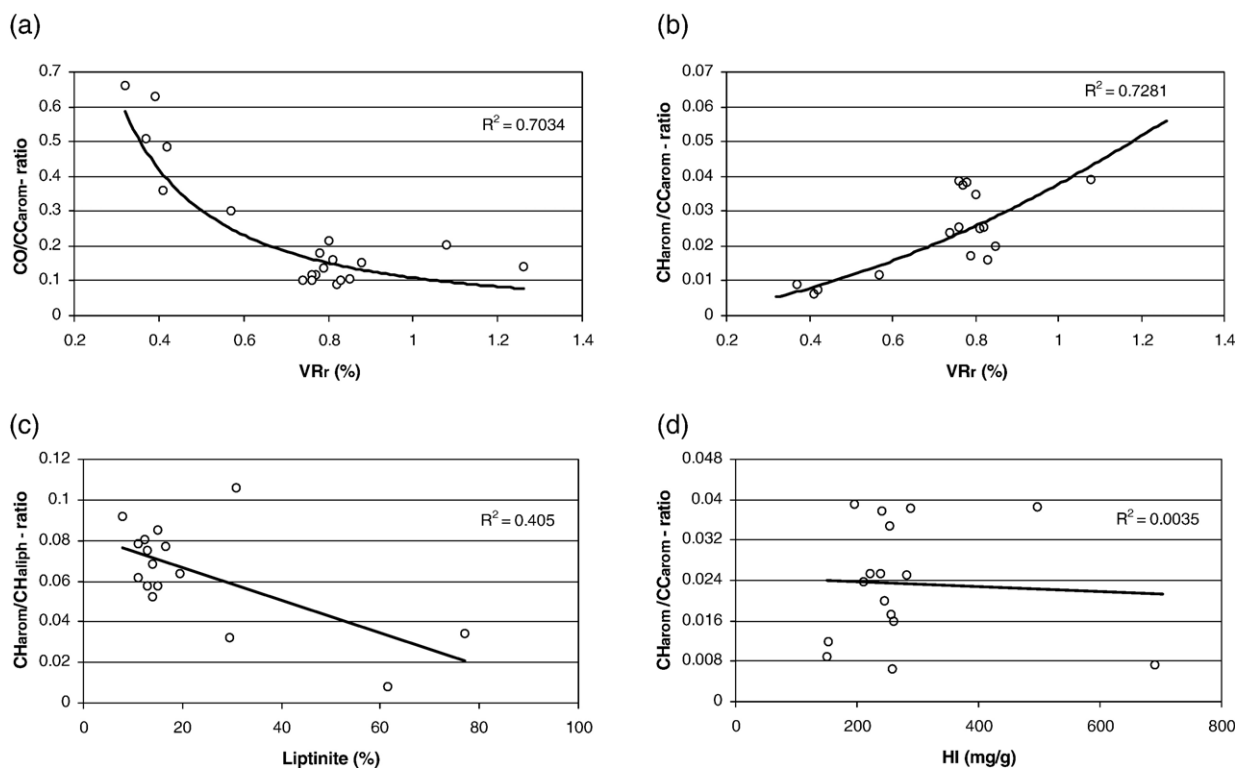 (a)
0.7
0.6
0.5
0.4
0.3
0.2
0.1
0
CO/CCarom- ratio
R² = 0.7034
0.2 0.4 0.6 0.8 1 1.2 1.4
VRr (%)
(b)
0.07
0.06
0.05
0.04
0.03
0.02
0.01
0
CHarom/CCarom - ratio
R² = 0.7281
0.2 0.4 0.6 0.8 1 1.2 1.4
VRr (%)
(c)
0.12
0.1
0.08
0.06
0.04
0.02
0
CHarom/CHaliph - ratio
R² = 0.405
0 20 40 60 80 100
Liptinite (%)
(d)
0.048
0.04
0.032
0.024
0.016
0.008
0
CHarom/CCarom - ratio
R² = 0.0035
0 200 400 600 800
HI (mg/g)